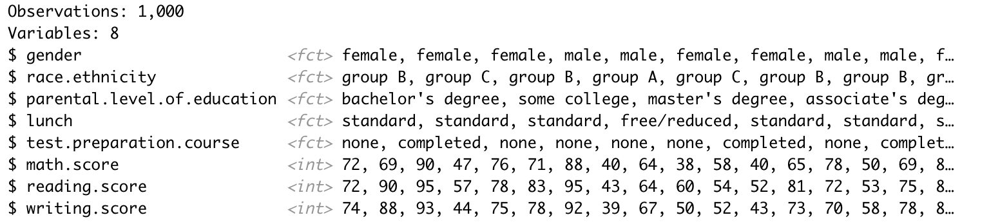 Observations: 1,000
Variables: 8
$ gender <fct> female, female, female, male, male, female, female, male, male, f…
$ race.ethnicity <fct> group B, group C, group B, group A, group C, group B, group B, gr…
$ parental.level.of.education <fct> bachelor's degree, some college, master's degree, associate's deg…
$ lunch <fct> standard, standard, standard, free/reduced, standard, standard, s…
$ test.preparation.course <fct> none, completed, none, none, none, none, completed, none, complet…
$ math.score <int> 72, 69, 90, 47, 76, 71, 88, 40, 64, 38, 58, 40, 65, 78, 50, 69, 8…
$ reading.score <int> 72, 90, 95, 57, 78, 83, 95, 43, 64, 60, 54, 52, 81, 72, 53, 75, 8…
$ writing.score <int> 74, 88, 93, 44, 75, 78, 92, 39, 67, 50, 52, 43, 73, 70, 58, 78, 8…